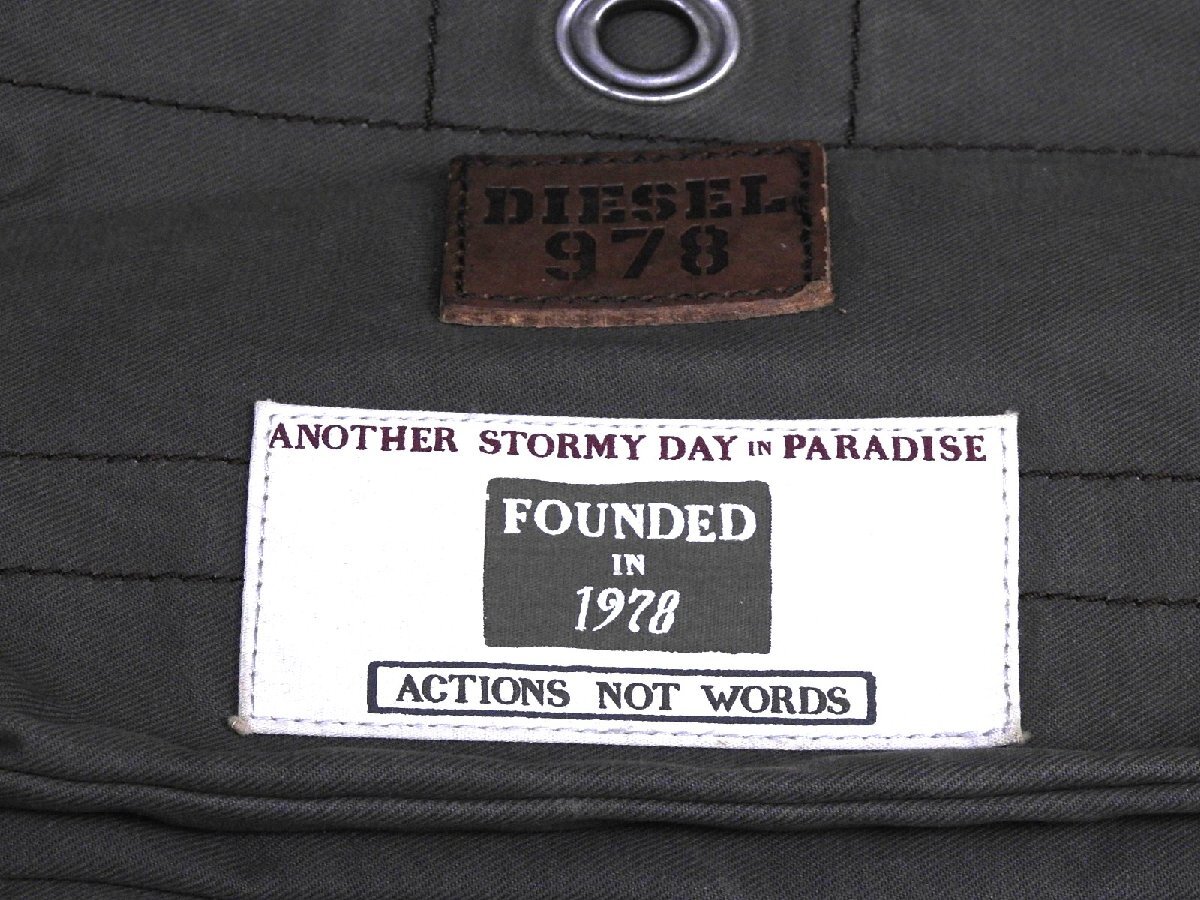 DIESEL
978
ANOTHER STORMY DAY IN PARADISE
FOUNDED
IN
1978
ACTIONS NOT WORDS